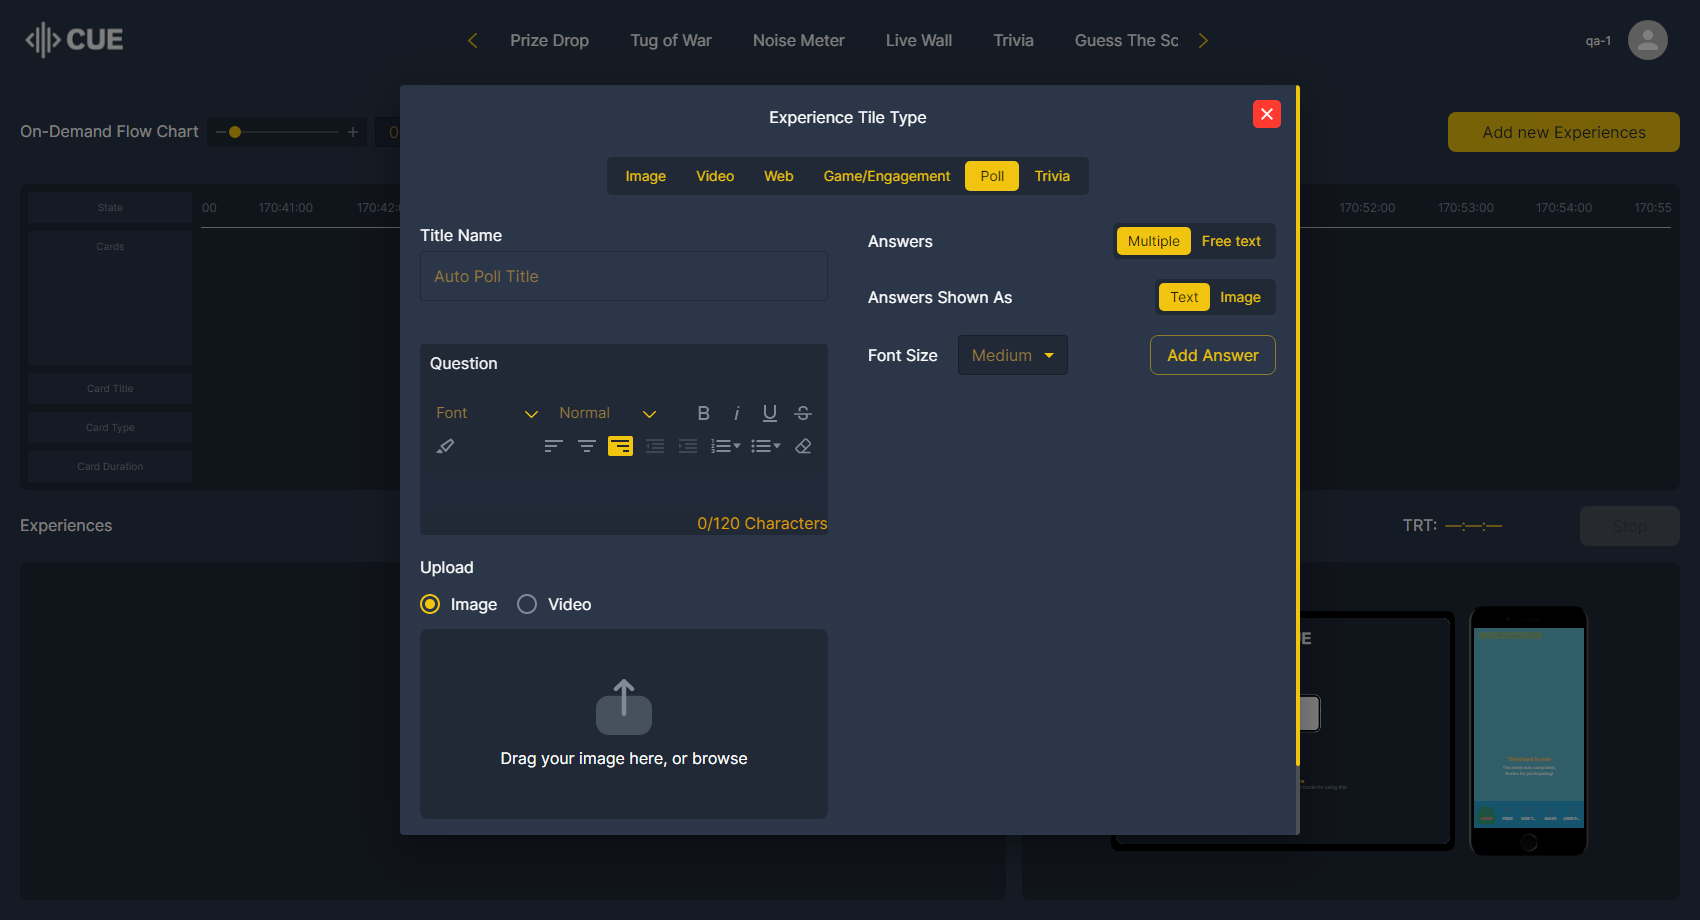 CUE
Prize Drop
Tug of War
Noise Meter
Live Wall
Trivia
Guess The Sc
qa-1
On-Demand Flow Chart
0
Add new Experiences
Experience Tile Type
Image
Video
Web
Game/Engagement
Poll
Trivia
State
00
170:41:00
170:42:
170:52:00
170:53:00
170:54:00
170:55
Cards
Card Title
Card Type
Card Duration
Title Name
Auto Poll Title
Answers
Multiple
Free text
Answers Shown As
Text
Image
Font Size
Medium
Add Answer
Question
Font
Normal
B
i
U
S
0/120 Characters
Experiences
TRT: —:—:—
Stop
Upload
Image
Video
Drag your image here, or browse
UE